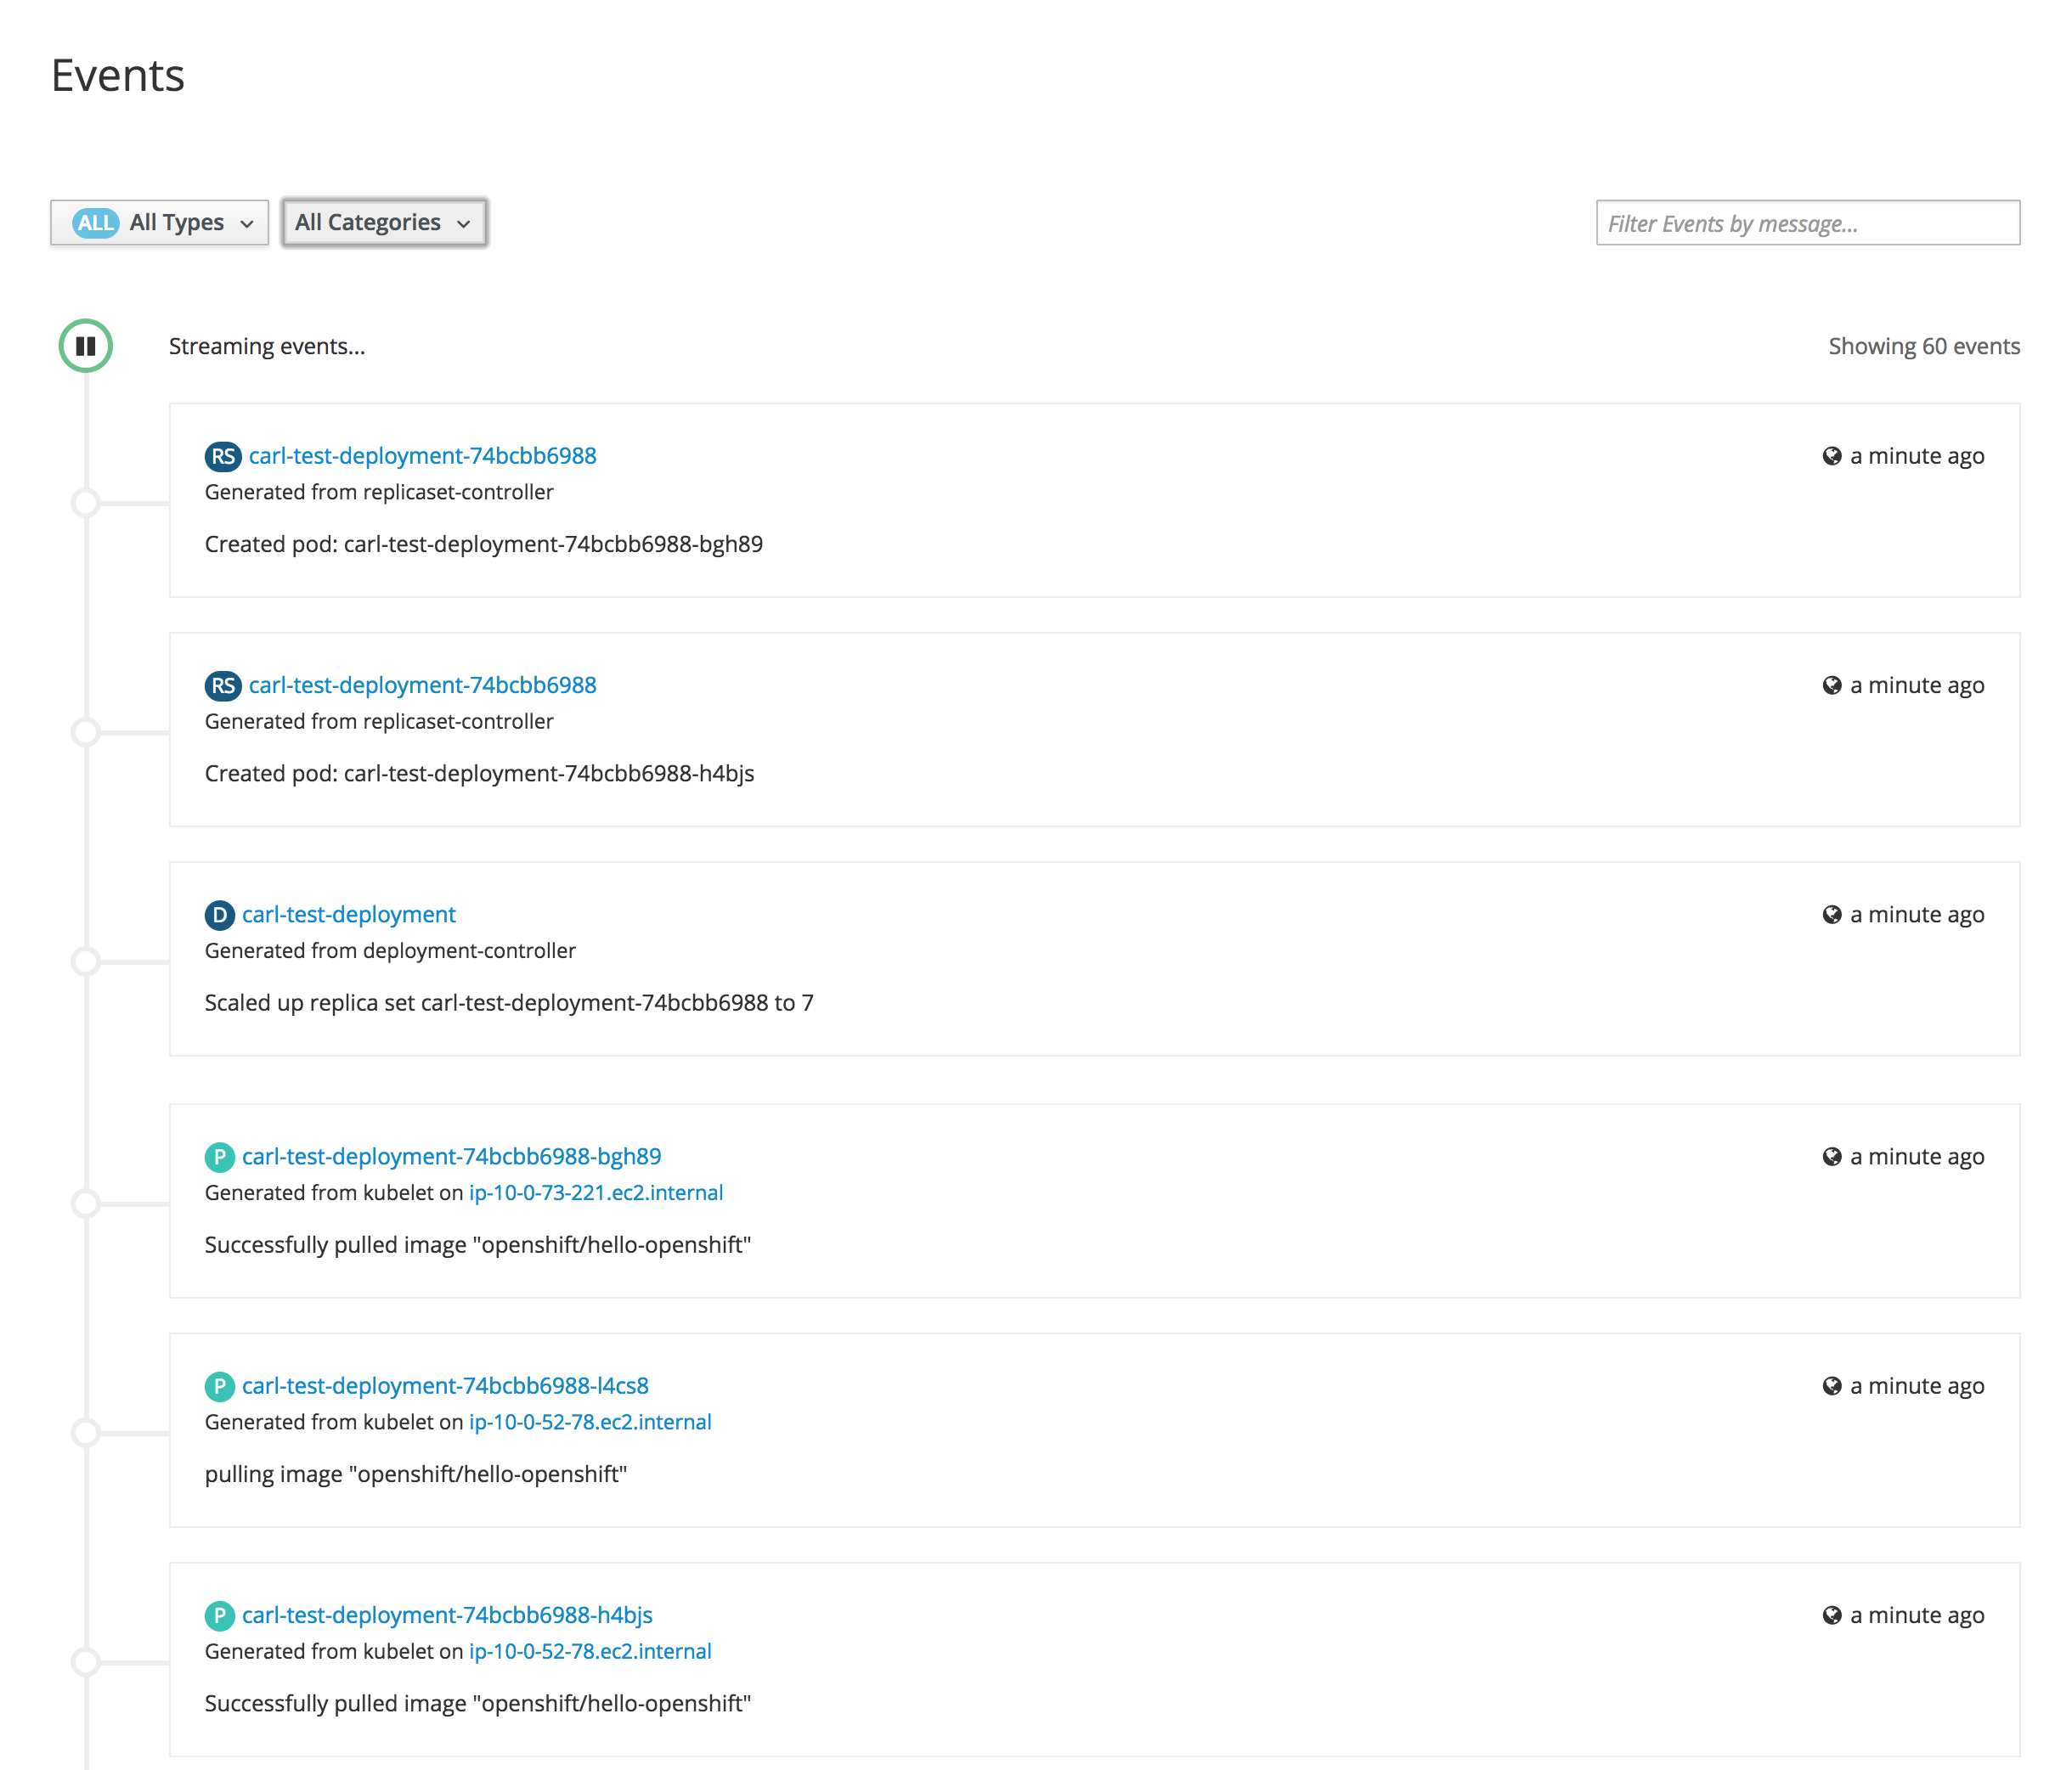 Events
ALL All Types All Categories Filter Events by message...
Streaming events... Showing 60 events
RS carl-test-deployment-74bcbb6988 a minute ago
Generated from replicaset-controller
Created pod: carl-test-deployment-74bcbb6988-bgh89
RS carl-test-deployment-74bcbb6988 a minute ago
Generated from replicaset-controller
Created pod: carl-test-deployment-74bcbb6988-h4bjs
D carl-test-deployment a minute ago
Generated from deployment-controller
Scaled up replica set carl-test-deployment-74bcbb6988 to 7
P carl-test-deployment-74bcbb6988-bgh89 a minute ago
Generated from kubelet on ip-10-0-73-221.ec2.internal
Successfully pulled image "openshift/hello-openshift"
P carl-test-deployment-74bcbb6988-l4cs8 a minute ago
Generated from kubelet on ip-10-0-52-78.ec2.internal
pulling image "openshift/hello-openshift"
P carl-test-deployment-74bcbb6988-h4bjs a minute ago
Generated from kubelet on ip-10-0-52-78.ec2.internal
Successfully pulled image "openshift/hello-openshift"